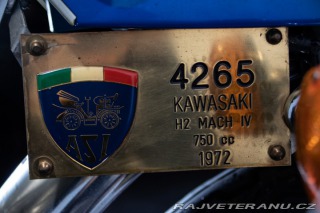 4265
KAWASAKI
H2 MACH IV
750 cc
1972
ASI
RAJVETERANU.CZ